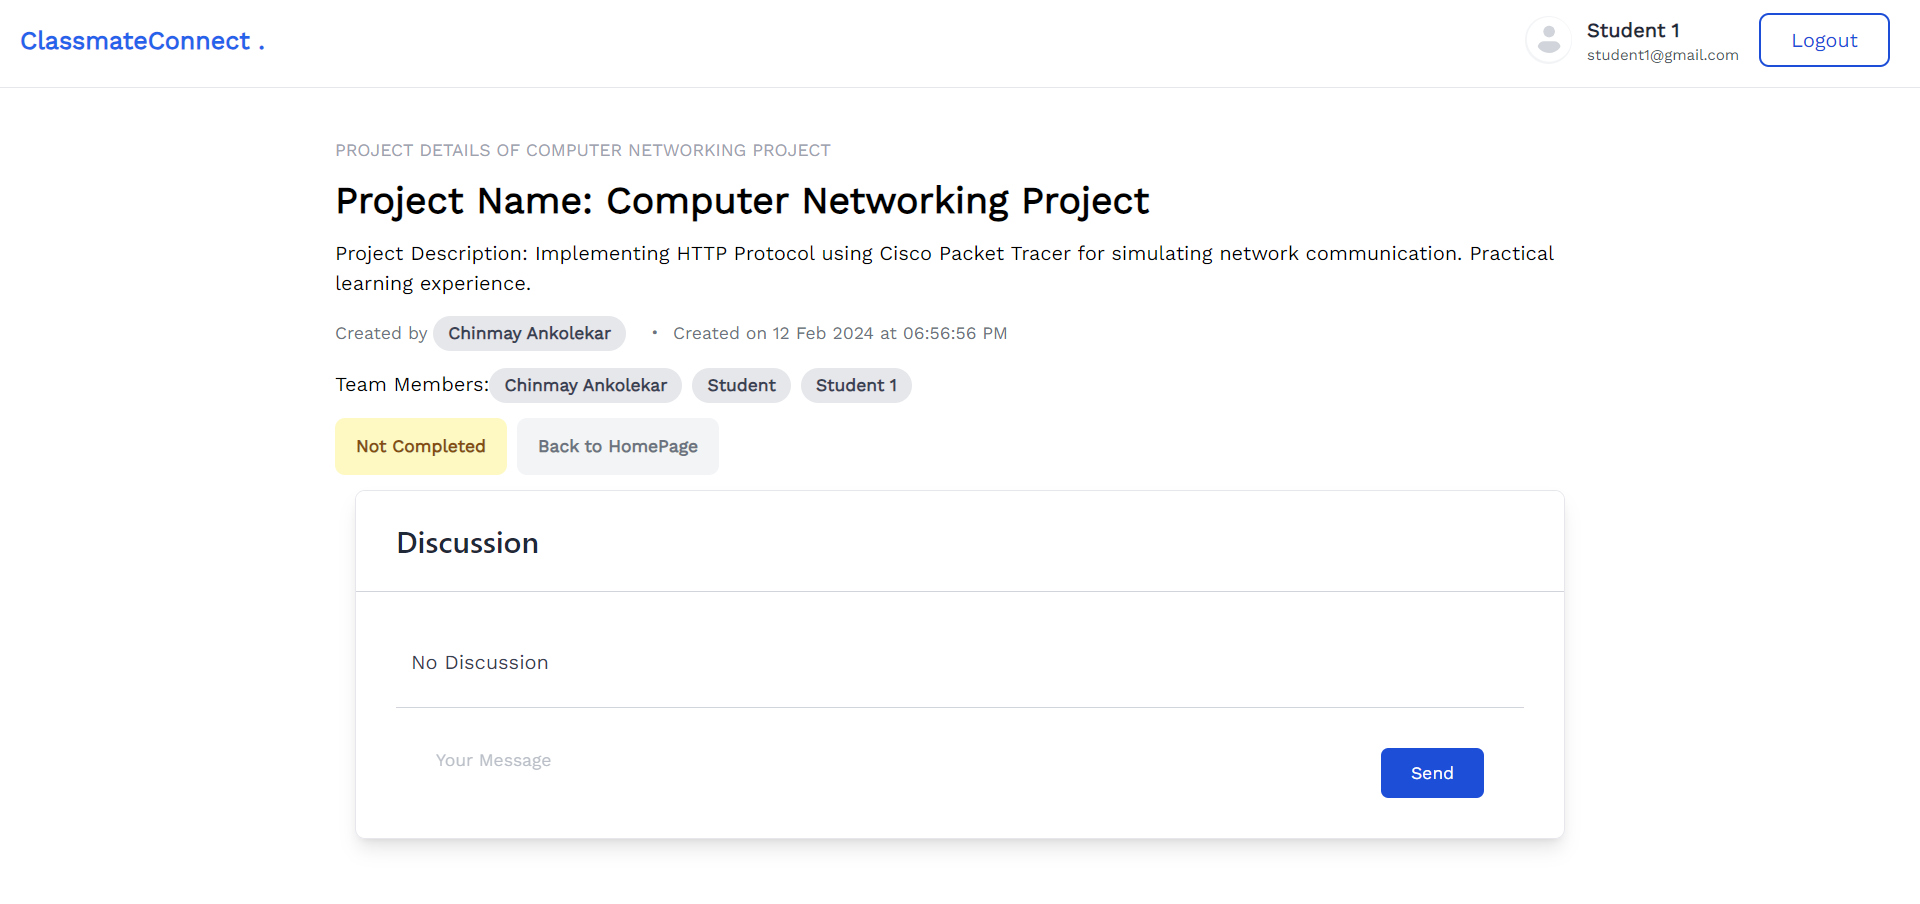 ClassmateConnect .
Student 1
student1@gmail.com
Logout
PROJECT DETAILS OF COMPUTER NETWORKING PROJECT
Project Name: Computer Networking Project
Project Description: Implementing HTTP Protocol using Cisco Packet Tracer for simulating network communication. Practical
learning experience.
Created by Chinmay Ankolekar • Created on 12 Feb 2024 at 06:56:56 PM
Team Members: Chinmay Ankolekar Student Student 1
Not Completed Back to HomePage
Discussion
No Discussion
Your Message
Send